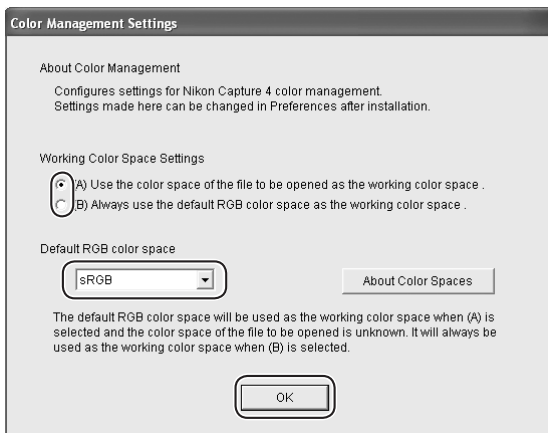 Color Management Settings
About Color Management
Configures settings for Nikon Capture 4 color management.
Settings made here can be changed in Preferences after installation.
Working Color Space Settings
(A) Use the color space of the file to be opened as the working color space .
(B) Always use the default RGB color space as the working color space .
Default RGB color space
sRGB
About Color Spaces
The default RGB color space will be used as the working color space when (A) is
selected and the color space of the file to be opened is unknown. It will always be
used as the working color space when (B) is selected.
OK